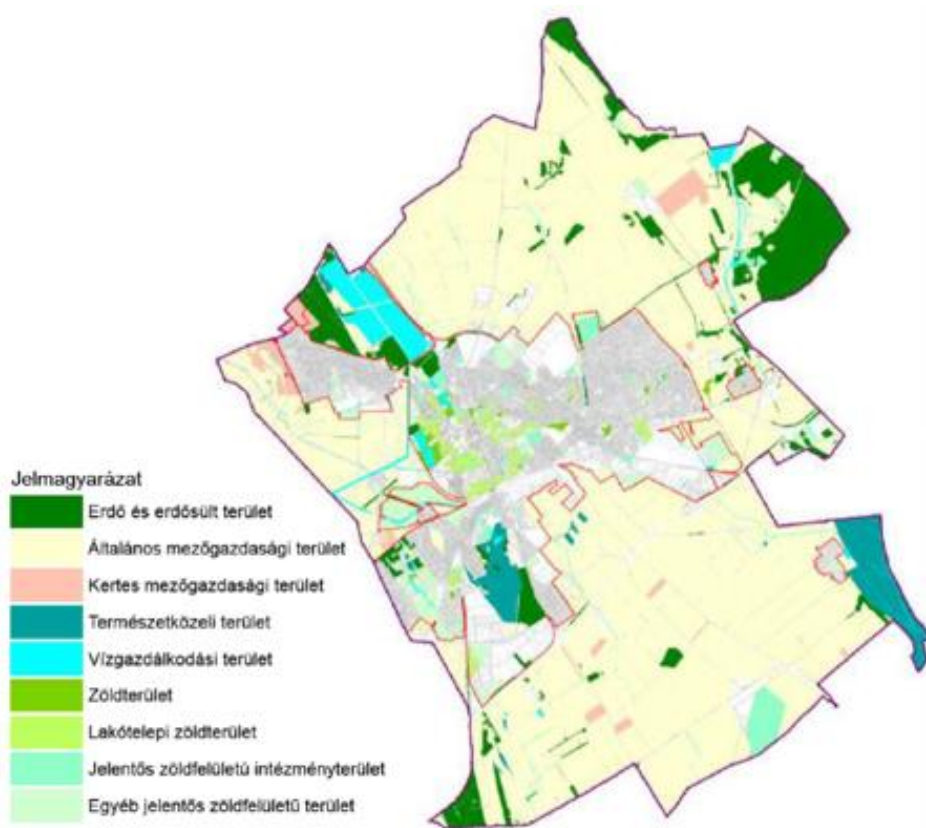 Jelmagyarázat
Erdő és erdősült terület
Általános mezőgazdasági terület
Kertes mezőgazdasági terület
Természetközeli terület
Vízgazdálkodási terület
Zöldterület
Lakótelepi zöldterület
Jelentős zöldfelületű intézményterület
Egyéb jelentős zöldfelületű terület